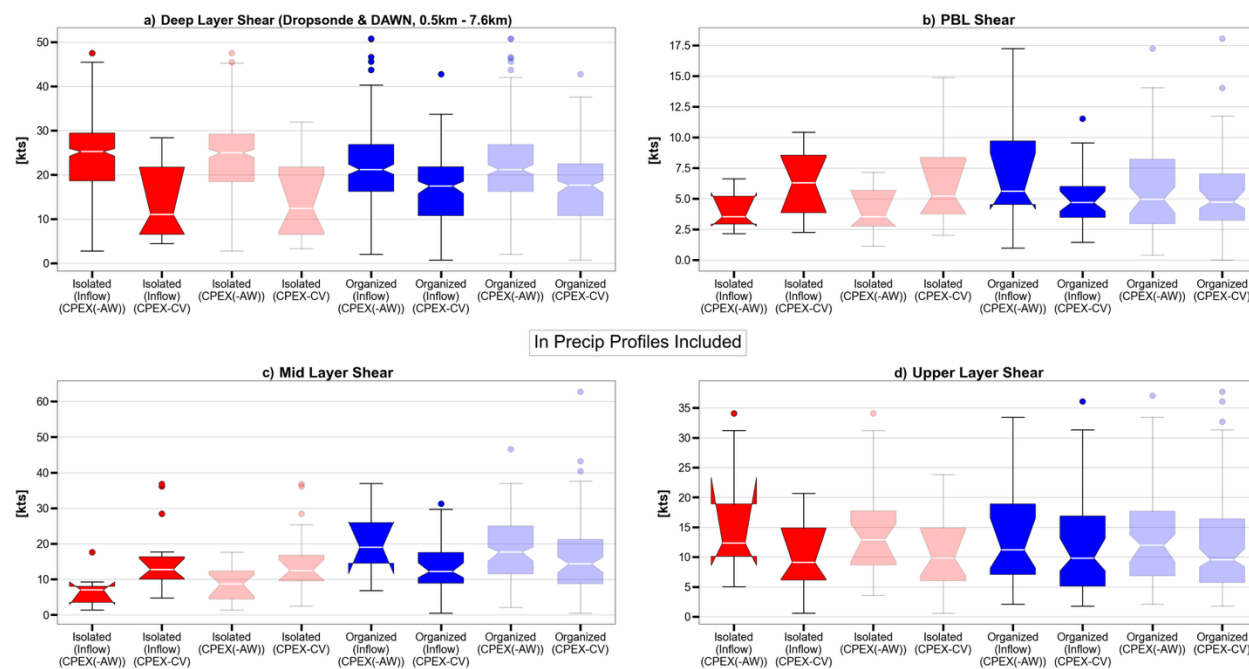 a) Deep Layer Shear (Dropsonde & DAWN, 0.5km - 7.6km)
[kts]
50
40
30
20
10
0
Isolated (Inflow) (CPEX(-AW))
Isolated (Inflow) (CPEX-CV)
Isolated (CPEX(-AW))
Isolated (CPEX-CV)
Organized (Inflow) (CPEX(-AW))
Organized (Inflow) (CPEX-CV)
Organized (CPEX(-AW))
Organized (CPEX-CV)
b) PBL Shear
[kts]
17.5
15.0
12.5
10.0
7.5
5.0
2.5
0.0
Isolated (Inflow) (CPEX(-AW))
Isolated (Inflow) (CPEX-CV)
Isolated (CPEX(-AW))
Isolated (CPEX-CV)
Organized (Inflow) (CPEX(-AW))
Organized (Inflow) (CPEX-CV)
Organized (CPEX(-AW))
Organized (CPEX-CV)
In Precip Profiles Included
c) Mid Layer Shear
[kts]
60
50
40
30
20
10
0
Isolated (Inflow) (CPEX(-AW))
Isolated (Inflow) (CPEX-CV)
Isolated (CPEX(-AW))
Isolated (CPEX-CV)
Organized (Inflow) (CPEX(-AW))
Organized (Inflow) (CPEX-CV)
Organized (CPEX(-AW))
Organized (CPEX-CV)
d) Upper Layer Shear
[kts]
35
30
25
20
15
10
5
0
Isolated (Inflow) (CPEX(-AW))
Isolated (Inflow) (CPEX-CV)
Isolated (CPEX(-AW))
Isolated (CPEX-CV)
Organized (Inflow) (CPEX(-AW))
Organized (Inflow) (CPEX-CV)
Organized (CPEX(-AW))
Organized (CPEX-CV)